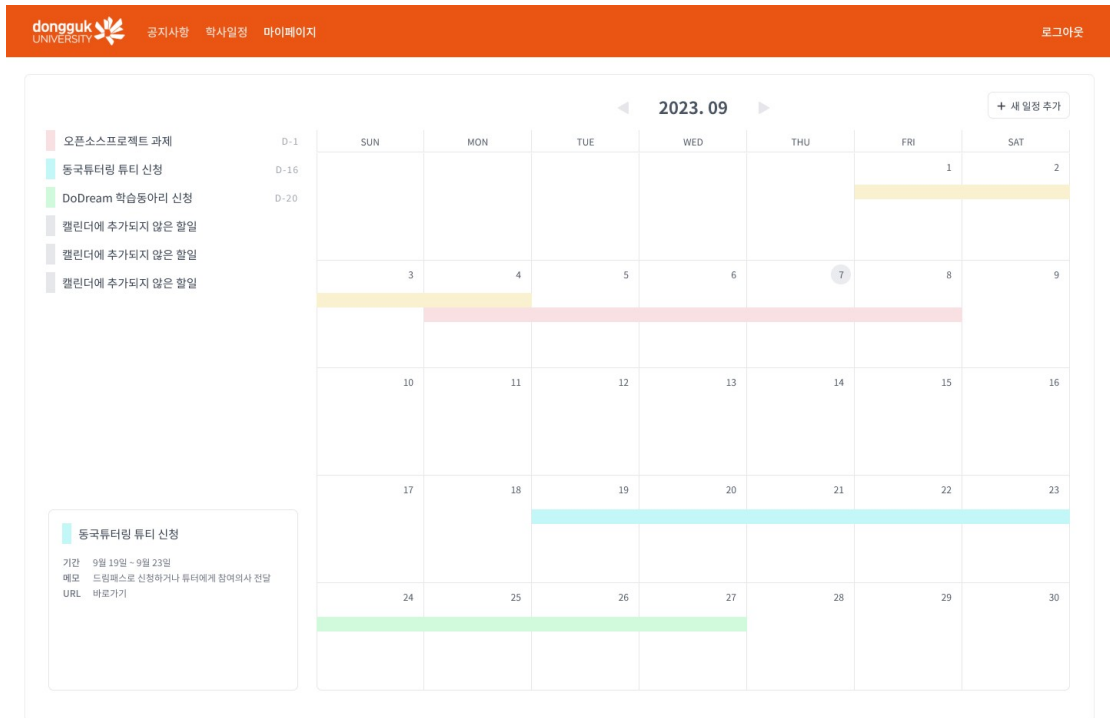 dongguk
UNIVERSITY
공지사항 학사일정 마이페이지
로그아웃
◀ 2023. 09 ▶
+ 새 일정 추가
오픈소스프로젝트 과제 D-1
동국튜터링 튜티 신청 D-16
DoDream 학습동아리 신청 D-20
캘린더에 추가되지 않은 할일
캘린더에 추가되지 않은 할일
캘린더에 추가되지 않은 할일
동국튜터링 튜티 신청
기간 9월 19일 ~ 9월 23일
메모 드림패스로 신청하거나 튜터에게 참여의사 전달
URL 바로가기
SUN MON TUE WED THU FRI SAT
1 2
3 4 5 6 7 8 9
10 11 12 13 14 15 16
17 18 19 20 21 22 23
24 25 26 27 28 29 30